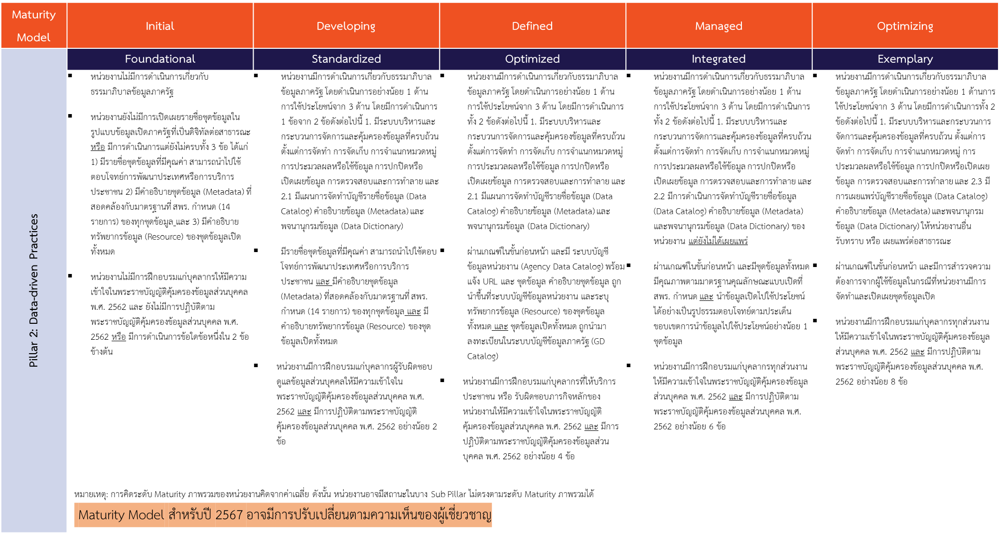 Maturity
Model
Initial
Developing
Defined
Managed
Optimizing
Foundational
Standardized
Optimized
Integrated
Exemplary
Pillar 2: Data-driven Practices
▪ หน่วยงานไม่มีการดำเนินการเกี่ยวกับ
ธรรมาภิบาลข้อมูลภาครัฐ
▪ หน่วยงานยังไม่มีการเปิดเผยรายชื่อชุดข้อมูลใน
รูปแบบข้อมูลเปิดภาครัฐที่เป็นดิจิทัลต่อสาธารณะ
หรือ มีการดำเนินการแต่ยังไม่ครบทั้ง 3 ข้อ ได้แก่
1) มีรายชื่อชุดข้อมูลที่มีคุณค่า สามารถนำไปใช้
ตอบโจทย์การพัฒนาประเทศหรือการบริการ
ประชาชน 2) มีคำอธิบายชุดข้อมูล (Metadata) ที่
สอดคล้องกับมาตรฐานที่ สพร. กำหนด (14
รายการ) ของทุกชุดข้อมูล และ 3) มีคำอธิบาย
ทรัพยากรข้อมูล (Resource) ของชุดข้อมูลเปิด
ทั้งหมด
▪ หน่วยงานไม่มีการฝึกอบรมแก่บุคลากรให้มีความ
เข้าใจในพระราชบัญญัติคุ้มครองข้อมูลส่วนบุคคล
พ.ศ. 2562 และ ยังไม่มีการปฏิบัติตาม
พระราชบัญญัติคุ้มครองข้อมูลส่วนบุคคล พ.ศ.
2562 หรือ มีการดำเนินการข้อใดข้อหนึ่งใน 2 ข้อ
ข้างต้น
▪ หน่วยงานมีการดำเนินการเกี่ยวกับธรรมาภิบาล
ข้อมูลภาครัฐ โดยดำเนินการอย่างน้อย 1 ด้าน
การใช้ประโยชน์จาก 3 ด้าน โดยมีการดำเนินการ
1 ข้อจาก 2 ข้อดังต่อไปนี้ 1. มีระบบบริหารและ
กระบวนการจัดการและคุ้มครองข้อมูลที่ครบถ้วน
ตั้งแต่การจัดทำ การจัดเก็บ การจำแนกหมวดหมู่
การประมวลผลหรือใช้ข้อมูล การปกปิดหรือ
เปิดเผยข้อมูล การตรวจสอบและการทำลาย และ
2.1 มีแผนการจัดทำบัญชีรายชื่อข้อมูล (Data
Catalog) คำอธิบายข้อมูล (Metadata) และ
พจนานุกรมข้อมูล (Data Dictionary)
▪ มีรายชื่อชุดข้อมูลที่มีคุณค่า สามารถนำไปใช้ตอบ
โจทย์การพัฒนาประเทศหรือการบริการ
ประชาชน และ มีคำอธิบายชุดข้อมูล
(Metadata) ที่สอดคล้องกับมาตรฐานที่ สพร.
กำหนด (14 รายการ) ของทุกชุดข้อมูล และ มี
คำอธิบายทรัพยากรข้อมูล (Resource) ของชุด
ข้อมูลเปิดทั้งหมด
▪ หน่วยงานมีการฝึกอบรมแก่บุคลากรผู้รับผิดชอบ
ดูแลข้อมูลส่วนบุคคลให้มีความเข้าใจใน
พระราชบัญญัติคุ้มครองข้อมูลส่วนบุคคล พ.ศ.
2562 และ มีการปฏิบัติตามพระราชบัญญัติ
คุ้มครองข้อมูลส่วนบุคคล พ.ศ. 2562 อย่างน้อย 2
ข้อ
▪ หน่วยงานมีการดำเนินการเกี่ยวกับธรรมาภิบาล
ข้อมูลภาครัฐ โดยดำเนินการอย่างน้อย 1 ด้าน
การใช้ประโยชน์จาก 3 ด้าน โดยมีการดำเนินการ
ทั้ง 2 ข้อดังต่อไปนี้ 1. มีระบบบริหารและ
กระบวนการจัดการและคุ้มครองข้อมูลที่ครบถ้วน
ตั้งแต่การจัดทำ การจัดเก็บ การจำแนกหมวดหมู่
การประมวลผลหรือใช้ข้อมูล การปกปิดหรือ
เปิดเผยข้อมูล การตรวจสอบและการทำลาย และ
2.1 มีแผนการจัดทำบัญชีรายชื่อข้อมูล (Data
Catalog) คำอธิบายข้อมูล (Metadata) และ
พจนานุกรมข้อมูล (Data Dictionary)
▪ ผ่านเกณฑ์ในขั้นก่อนหน้า และมี ระบบบัญชี
ข้อมูลหน่วยงาน (Agency Data Catalog) พร้อม
แจ้ง URL และ ชุดข้อมูล คำอธิบายชุดข้อมูล ถูก
นำขึ้นที่ระบบบัญชีข้อมูลหน่วยงาน และระบุ
ทรัพยากรข้อมูล (Resource) ของชุดข้อมูล
ทั้งหมด และ ชุดข้อมูลเปิดทั้งหมด ถูกนำมา
ลงทะเบียนในระบบบัญชีข้อมูลภาครัฐ (GD
Catalog)
▪ หน่วยงานมีการฝึกอบรมแก่บุคลากรที่ให้บริการ
ประชาชน หรือ รับผิดชอบภารกิจหลักของ
หน่วยงานให้มีความเข้าใจในพระราชบัญญัติ
คุ้มครองข้อมูลส่วนบุคคล พ.ศ. 2562 และ มีการ
ปฏิบัติตามพระราชบัญญัติคุ้มครองข้อมูลส่วน
บุคคล พ.ศ. 2562 อย่างน้อย 4 ข้อ
▪ หน่วยงานมีการดำเนินการเกี่ยวกับธรรมาภิบาล
ข้อมูลภาครัฐ โดยดำเนินการอย่างน้อย 1 ด้าน
การใช้ประโยชน์จาก 3 ด้าน โดยมีการดำเนินการ
ทั้ง 2 ข้อดังต่อไปนี้ 1. มีระบบบริหารและ
กระบวนการจัดการและคุ้มครองข้อมูลที่ครบถ้วน
ตั้งแต่การจัดทำ การจัดเก็บ การจำแนกหมวดหมู่
การประมวลผลหรือใช้ข้อมูล การปกปิดหรือ
เปิดเผยข้อมูล การตรวจสอบและการทำลาย และ
2.2 มีการดำเนินการจัดทำบัญชีรายชื่อข้อมูล
(Data Catalog) คำอธิบายข้อมูล (Metadata)
และพจนานุกรมข้อมูล (Data Dictionary) ของ
หน่วยงาน แต่ยังไม่ได้เผยแพร่
▪ ผ่านเกณฑ์ในขั้นก่อนหน้า และมีชุดข้อมูลทั้งหมด
มีคุณภาพตามมาตรฐานคุณลักษณะแบบเปิดที่
สพร. กำหนด และ นำข้อมูลเปิดไปใช้ประโยชน์
ได้อย่างเป็นรูปธรรมตอบโจทย์ตามประเด็น
ขอบเขตการนำข้อมูลไปใช้ประโยชน์อย่างน้อย 1
ชุดข้อมูล
▪ หน่วยงานมีการฝึกอบรมแก่บุคลากรทุกส่วนงาน
ให้มีความเข้าใจในพระราชบัญญัติคุ้มครองข้อมูล
ส่วนบุคคล พ.ศ. 2562 และ มีการปฏิบัติตาม
พระราชบัญญัติคุ้มครองข้อมูลส่วนบุคคล พ.ศ.
2562 อย่างน้อย 6 ข้อ
▪ หน่วยงานมีการดำเนินการเกี่ยวกับธรรมาภิบาล
ข้อมูลภาครัฐ โดยดำเนินการอย่างน้อย 1 ด้านการ
ใช้ประโยชน์จาก 3 ด้าน โดยมีการดำเนินการทั้ง 2
ข้อดังต่อไปนี้ 1. มีระบบบริหารและกระบวนการ
จัดการและคุ้มครองข้อมูลที่ครบถ้วน ตั้งแต่การ
จัดทำ การจัดเก็บ การจำแนกหมวดหมู่ การ
ประมวลผลหรือใช้ข้อมูล การปกปิดหรือเปิดเผย
ข้อมูล การตรวจสอบและการทำลาย และ 2.3 มี
การเผยแพร่บัญชีรายชื่อข้อมูล (Data Catalog)
คำอธิบายข้อมูล (Metadata) และพจนานุกรม
ข้อมูล (Data Dictionary) ให้หน่วยงานอื่น
รับทราบ หรือ เผยแพร่ต่อสาธารณะ
▪ ผ่านเกณฑ์ในขั้นก่อนหน้า และมีการสำรวจความ
ต้องการจากผู้ใช้ข้อมูลในกรณีที่หน่วยงานมีการ
จัดทำและเปิดเผยชุดข้อมูลเปิด
▪ หน่วยงานมีการฝึกอบรมแก่บุคลากรทุกส่วนงาน
ให้มีความเข้าใจในพระราชบัญญัติคุ้มครองข้อมูล
ส่วนบุคคล พ.ศ. 2562 และ มีการปฏิบัติตาม
พระราชบัญญัติคุ้มครองข้อมูลส่วนบุคคล พ.ศ.
2562 อย่างน้อย 8 ข้อ
หมายเหตุ: การคิดระดับ Maturity ภาพรวมของหน่วยงานคิดจากค่าเฉลี่ย ดังนั้น หน่วยงานอาจมีสถานะในบาง Sub Pillar ไม่ตรงตามระดับ Maturity ภาพรวมได้
Maturity Model สำหรับปี 2567 อาจมีการปรับเปลี่ยนตามความเห็นของผู้เชี่ยวชาญ